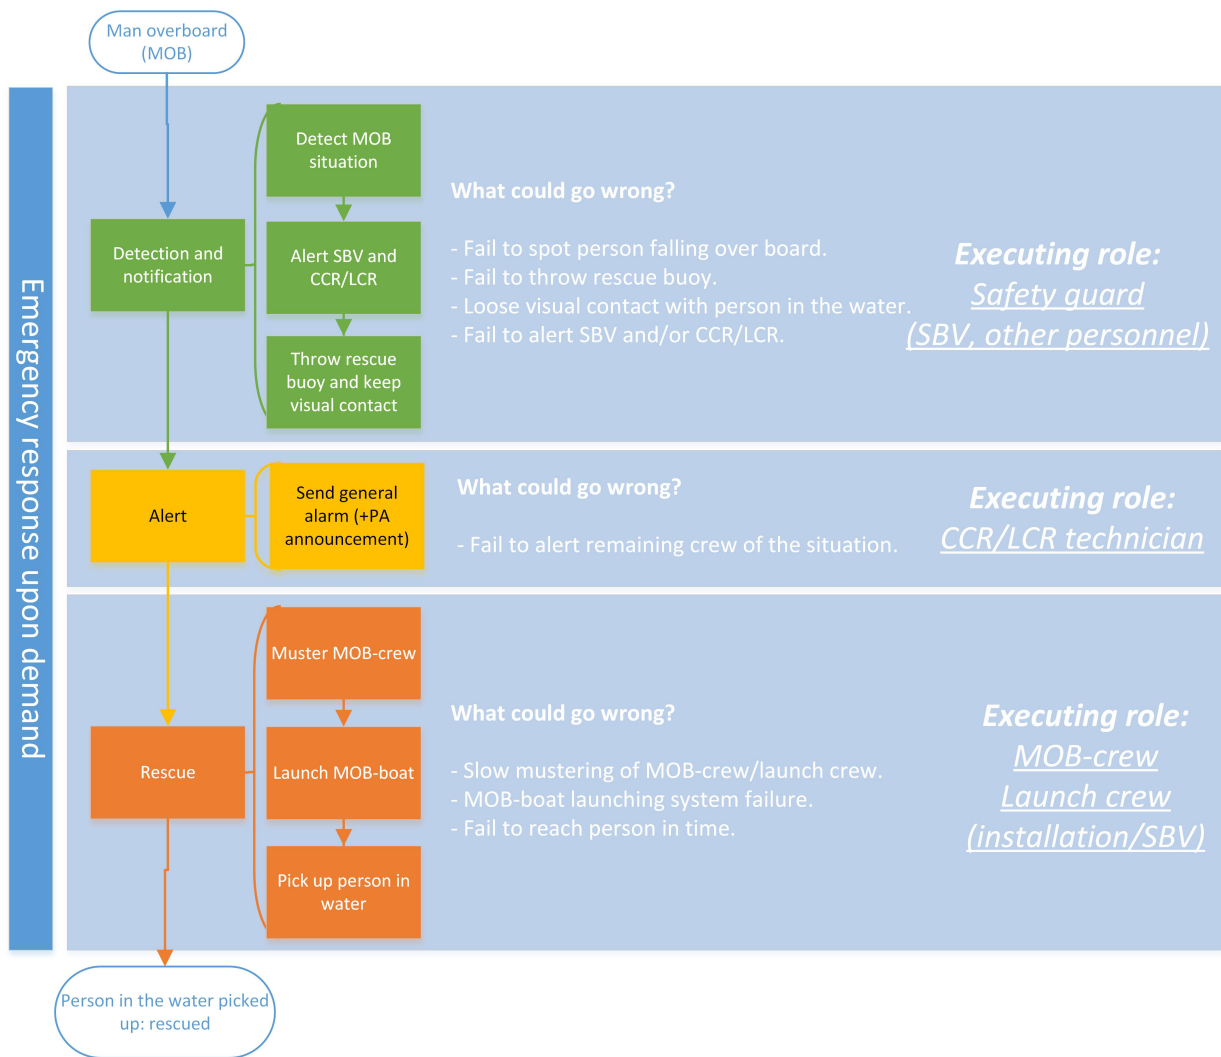 Man overboard
(MOB)
Emergency response upon demand
Detection and
notification
Detect MOB
situation
Alert SBV and
CCR/LCR
Throw rescue
buoy and keep
visual contact
What could go wrong?
- Fail to spot person falling over board.
- Fail to throw rescue buoy.
- Loose visual contact with person in the water.
- Fail to alert SBV and/or CCR/LCR.
Executing role:
Safety guard
(SBV, other personnel)
Alert
Send general
alarm (+PA
announcement)
What could go wrong?
- Fail to alert remaining crew of the situation.
Executing role:
CCR/LCR technician
Rescue
Muster MOB-crew
Launch MOB-boat
Pick up person in
water
What could go wrong?
- Slow mustering of MOB-crew/launch crew.
- MOB-boat launching system failure.
- Fail to reach person in time.
Executing role:
MOB-crew
Launch crew
(installation/SBV)
Person in the water picked
up: rescued